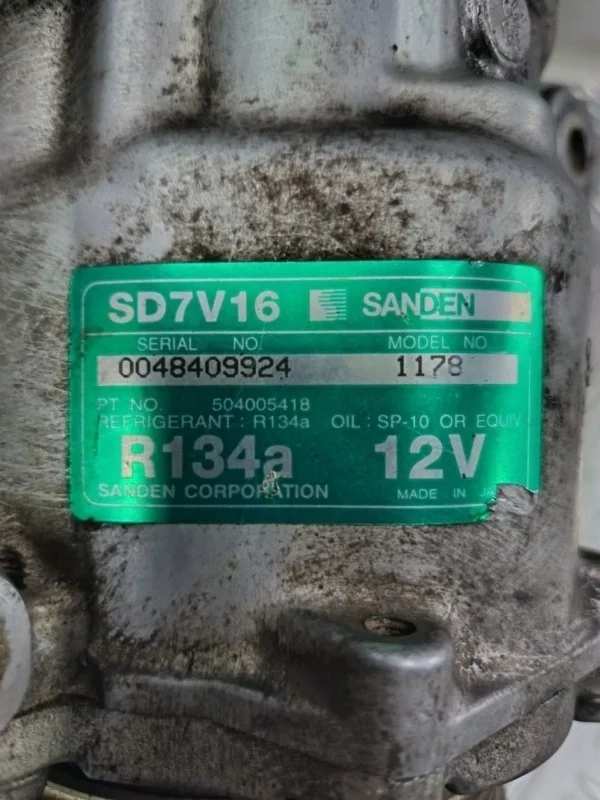 SD7V16 SANDEN
SERIAL NO. MODEL NO
0048409924 1178
PT NO. 504005418
REFRIGERANT : R134a OIL : SP-10 OR EQUIV
R134a 12V
SANDEN CORPORATION MADE IN